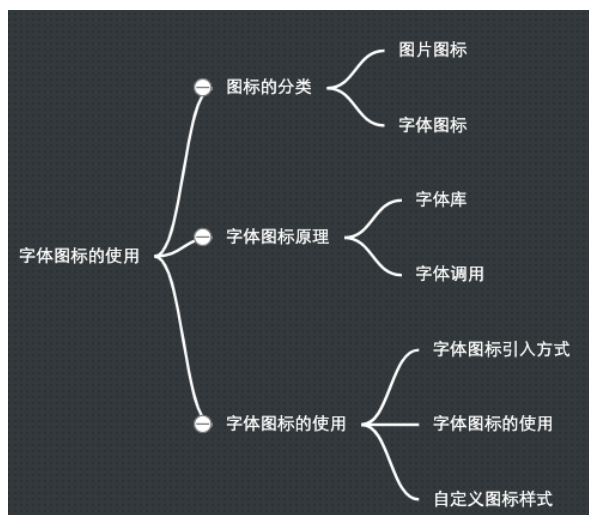 字体图标的使用
图标的分类
图片图标
字体图标
字体图标原理
字体库
字体调用
字体图标的使用
字体图标引入方式
字体图标的使用
自定义图标样式